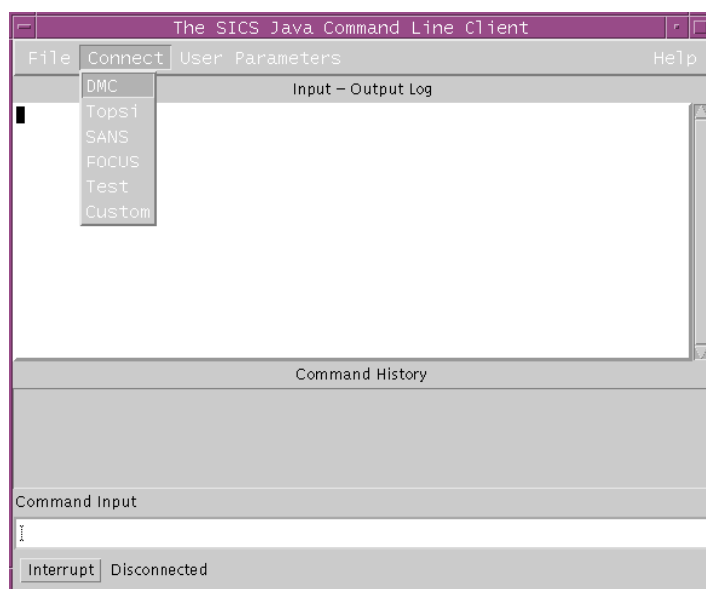 The SICS Java Command Line Client
File Connect User Parameters Help
DMC
Input – Output Log
Topsi
SANS
FOCUS
Test
Custom
Command History
Command Input
Interrupt Disconnected